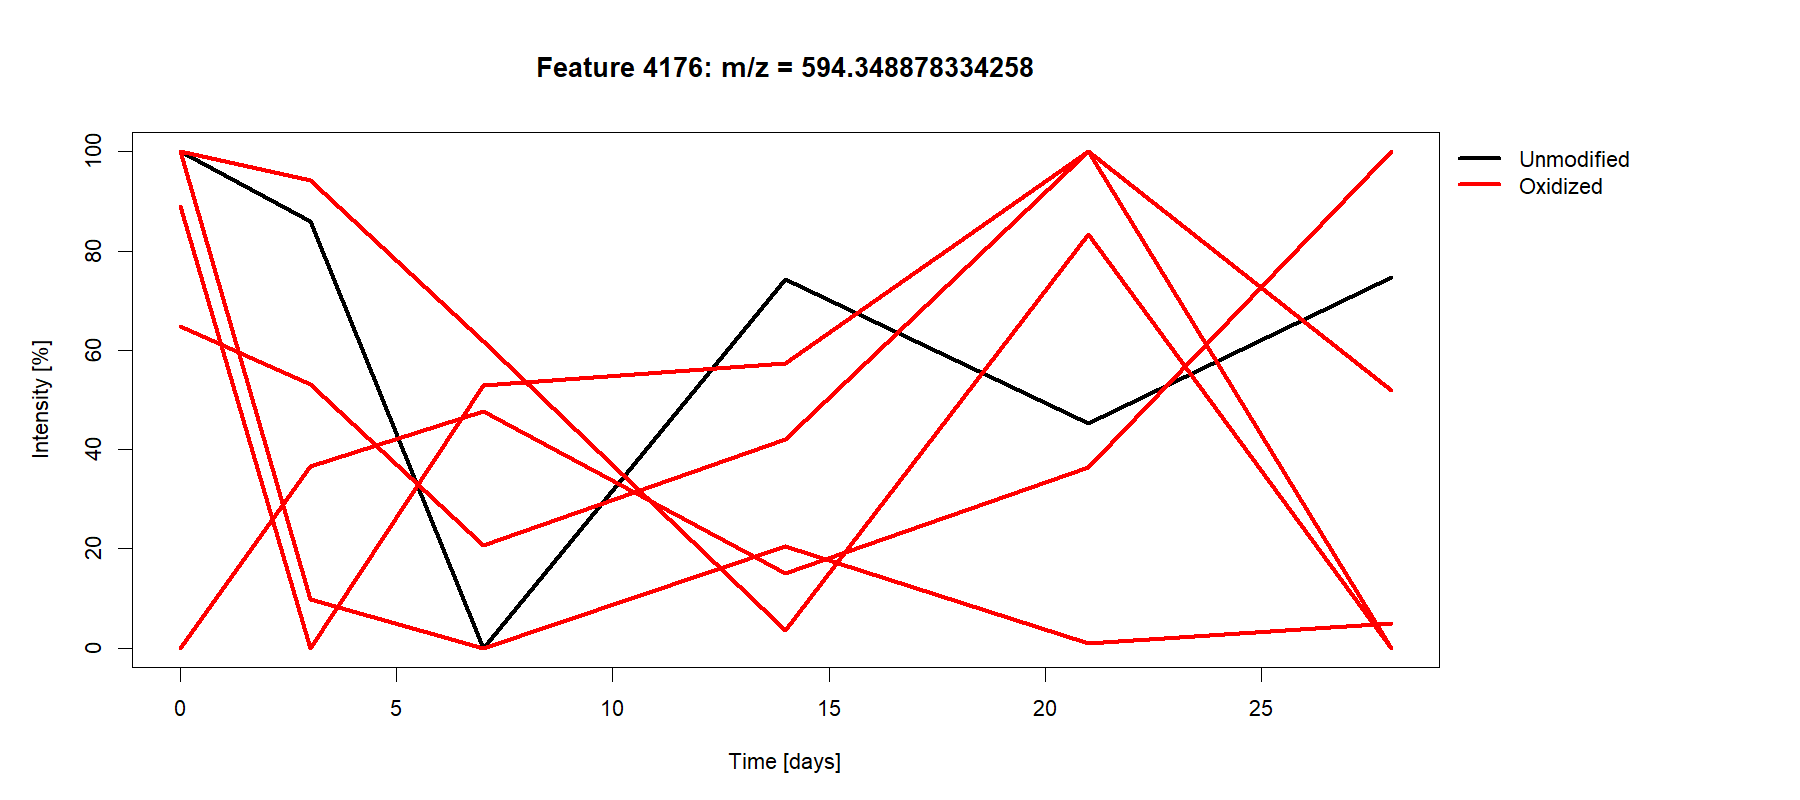 Feature 4176: m/z = 594.348878334258
100
80
60
40
20
0
Intensity [%]
0 5 10 15 20 25
Time [days]
Unmodified
Oxidized